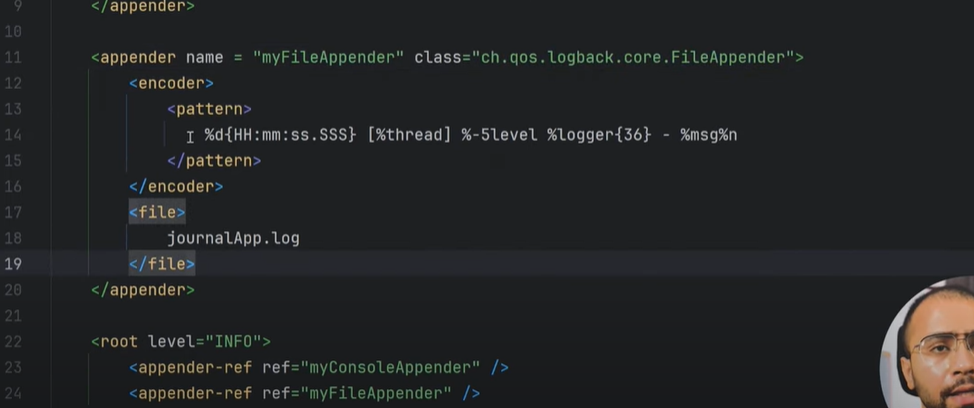 9 </appender>
10
11 <appender name = "myFileAppender" class="ch.qos.logback.core.FileAppender">
12 <encoder>
13 <pattern>
14 %d{HH:mm:ss.SSS} [%thread] %-5level %logger{36} - %msg%n
15 </pattern>
16 </encoder>
17 <file>
18 journalApp.log
19 </file>
20 </appender>
21
22 <root level="INFO">
23 <appender-ref ref="myConsoleAppender" />
24 <appender-ref ref="myFileAppender" />